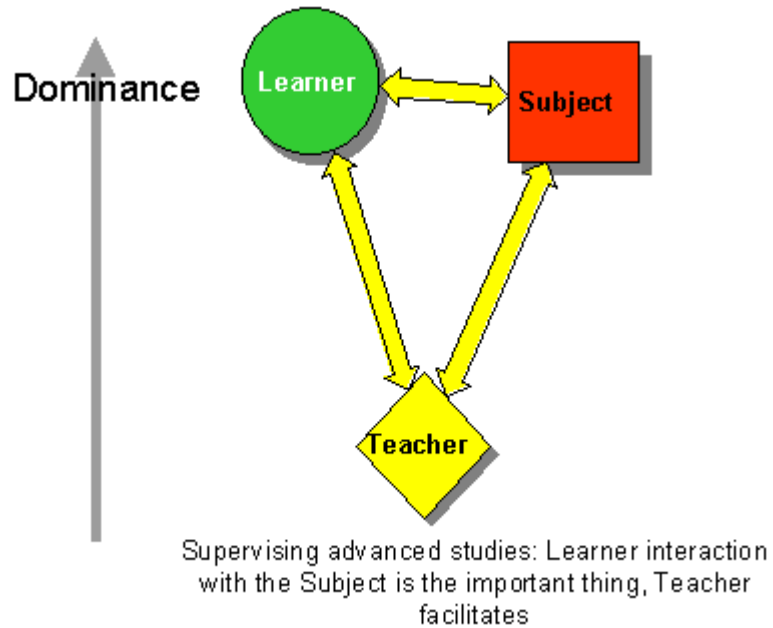 Dominance
Learner
Subject
Teacher
Supervising advanced studies: Learner interaction
with the Subject is the important thing, Teacher
facilitates